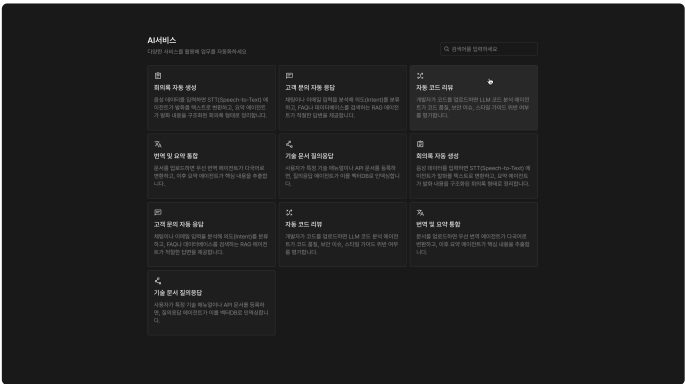 AI서비스
다양한 서비스를 활용해 업무를 자동화하세요
검색어를 입력하세요
회의록 자동 생성
음성 데이터를 입력하면 STT(Speech-to-Text) 에
이전트가 발화를 텍스트로 변환하고, 요약 에이전트
가 발화 내용을 구조화된 회의록 형태로 정리합니다.
고객 문의 자동 응답
채팅이나 이메일 입력을 분석해 의도(Intent)를 분류
하고, FAQ나 데이터베이스를 검색하는 RAG 에이전
트가 적절한 답변을 제공합니다.
자동 코드 리뷰
개발자가 코드를 업로드하면 LLM 코드 분석 에이전
트가 코드 품질, 보안 이슈, 스타일 가이드 위반 여부
를 평가합니다.
번역 및 요약 통합
문서를 업로드하면 우선 번역 에이전트가 다국어로
변환하고, 이후 요약 에이전트가 핵심 내용을 추출합
니다.
기술 문서 질의응답
사용자가 특정 기술 매뉴얼이나 API 문서를 등록하
면, 질의응답 에이전트가 이를 벡터DB로 인덱싱합니
다.
회의록 자동 생성
음성 데이터를 입력하면 STT(Speech-to-Text) 에
이전트가 발화를 텍스트로 변환하고, 요약 에이전트
가 발화 내용을 구조화된 회의록 형태로 정리합니다.
고객 문의 자동 응답
채팅이나 이메일 입력을 분석해 의도(Intent)를 분류
하고, FAQ나 데이터베이스를 검색하는 RAG 에이전
트가 적절한 답변을 제공합니다.
자동 코드 리뷰
개발자가 코드를 업로드하면 LLM 코드 분석 에이전
트가 코드 품질, 보안 이슈, 스타일 가이드 위반 여부
를 평가합니다.
번역 및 요약 통합
문서를 업로드하면 우선 번역 에이전트가 다국어로
변환하고, 이후 요약 에이전트가 핵심 내용을 추출합
니다.
기술 문서 질의응답
사용자가 특정 기술 매뉴얼이나 API 문서를 등록하
면, 질의응답 에이전트가 이를 벡터DB로 인덱싱합니
다.